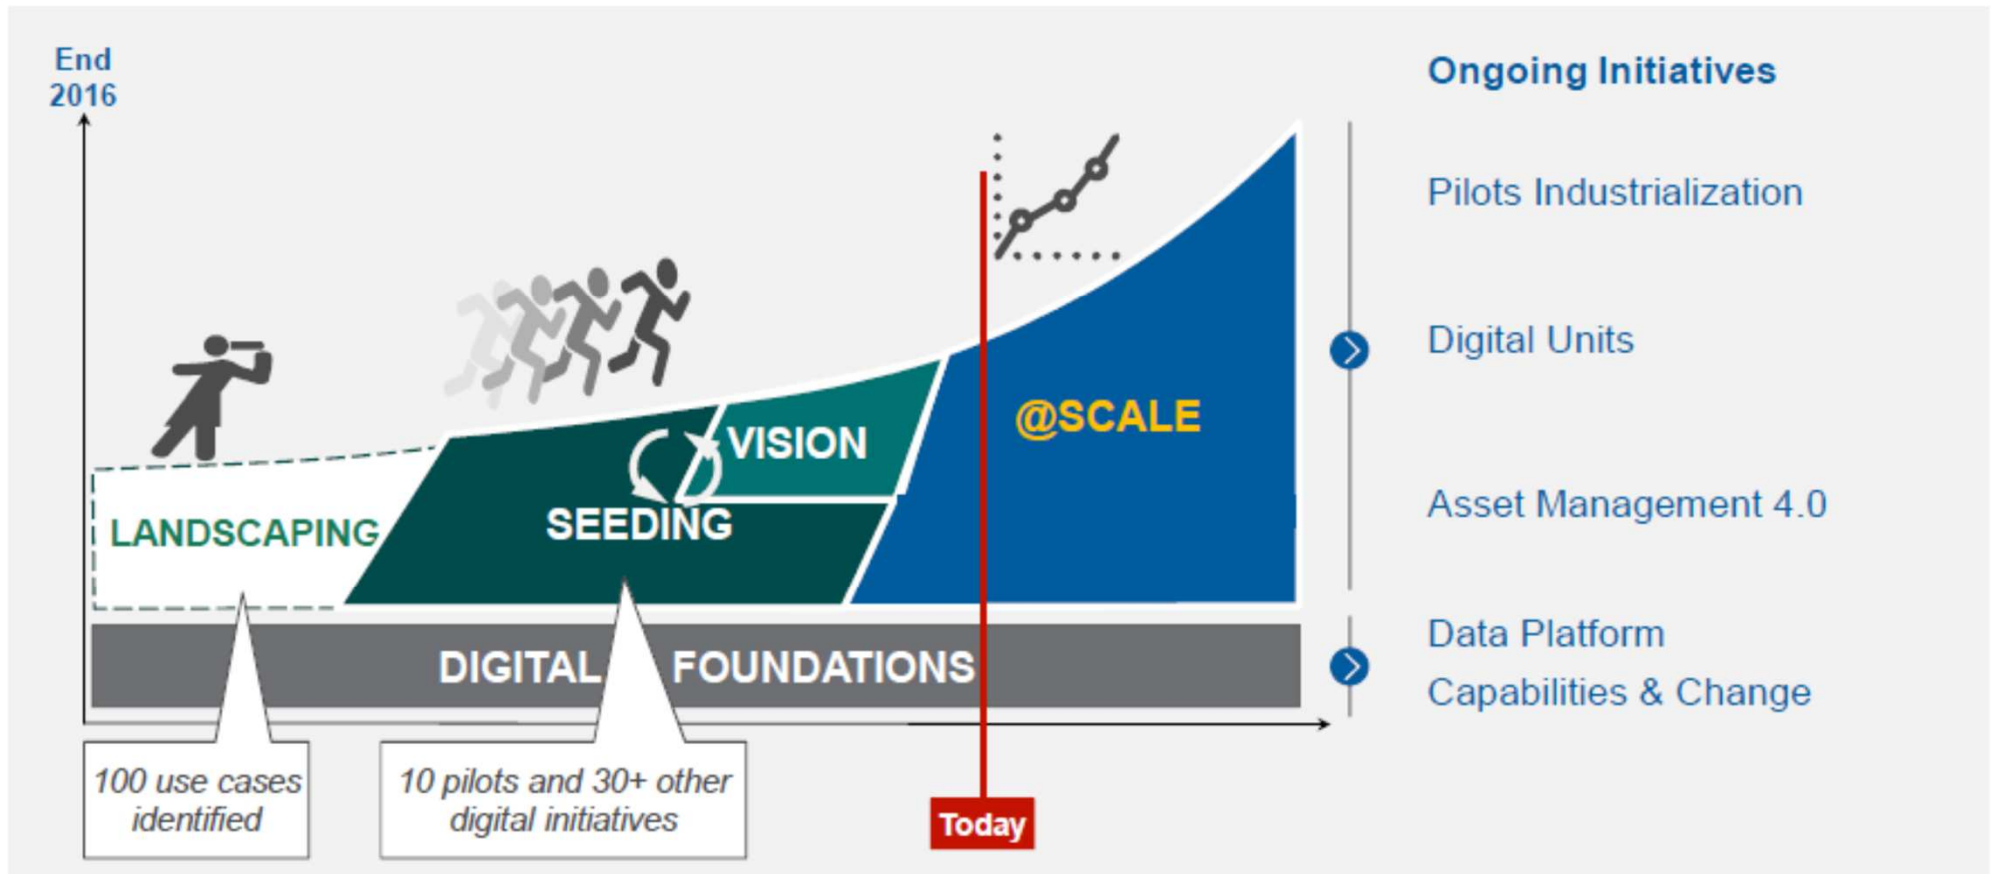 End
2016
LANDSCAPING
SEEDING
VISION
@SCALE
DIGITAL FOUNDATIONS
100 use cases
identified
10 pilots and 30+ other
digital initiatives
Today
Ongoing Initiatives
Pilots Industrialization
Digital Units
Asset Management 4.0
Data Platform
Capabilities & Change